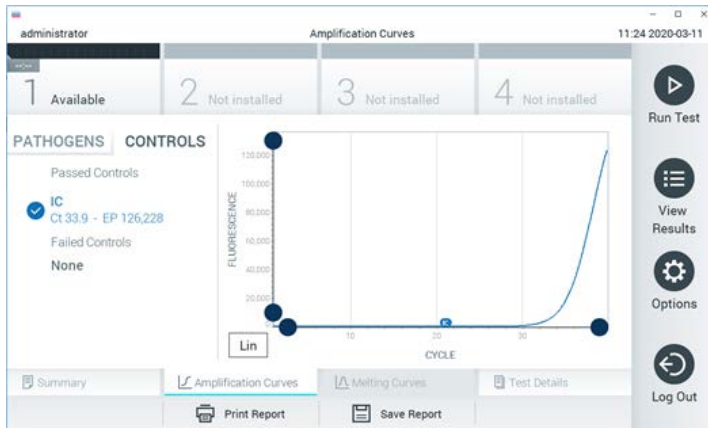 administrator
Amplification Curves
11:24 2020-03-11
--:--
1 Available
2 Not installed
3 Not installed
4 Not installed
Run Test
PATHOGENS
CONTROLS
Passed Controls
IC
Ct 33.9 - EP 126,228
Failed Controls
None
FLUORESCENCE
120,000
100,000
80,000
60,000
40,000
20,000
0
IC
10
20
30
CYCLE
Lin
View
Results
Options
Log Out
Summary
Amplification Curves
Melting Curves
Test Details
Print Report
Save Report